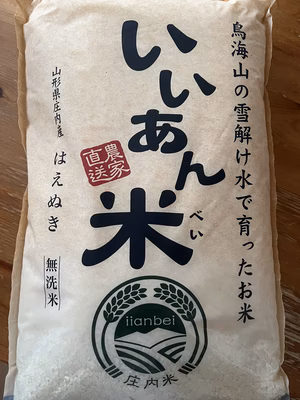 鳥海山の雪解け水で育ったお米
いいあん米
べい
農家
直送
山形県庄内産
はえぬき
無洗米
iianbei
庄内米